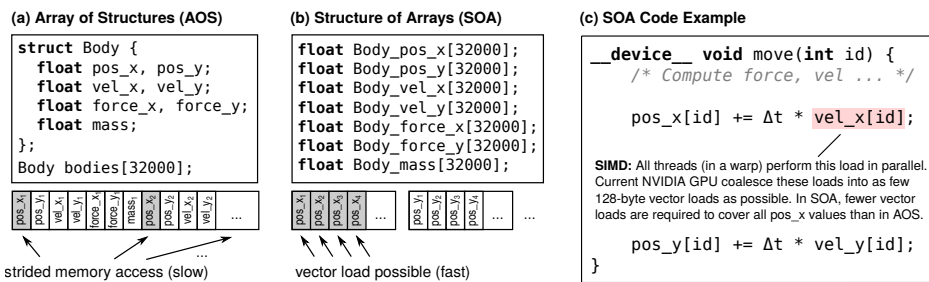 (a) Array of Structures (AOS)
struct Body {
float pos_x, pos_y;
float vel_x, vel_y;
float force_x, force_y;
float mass;
};
Body bodies[32000];
pos_x₁ pos_y₁ vel_x₁ vel_y₁ force_x₁ force_y₁ mass₁ pos_x₂ pos_y₂ vel_x₂ vel_y₂ ...
...
strided memory access (slow)
(b) Structure of Arrays (SOA)
float Body_pos_x[32000];
float Body_pos_y[32000];
float Body_vel_x[32000];
float Body_vel_y[32000];
float Body_force_x[32000];
float Body_force_y[32000];
float Body_mass[32000];
pos_x₁ pos_x₂ pos_x₃ pos_x₄ ... pos_y₁ pos_y₂ pos_y₃ pos_y₄ ...
vector load possible (fast)
(c) SOA Code Example
__device__ void move(int id) {
/* Compute force, vel ... */
pos_x[id] += Δt * vel_x[id];
SIMD: All threads (in a warp) perform this load in parallel.
Current NVIDIA GPU coalesce these loads into as few
128-byte vector loads as possible. In SOA, fewer vector
loads are required to cover all pos_x values than in AOS.
pos_y[id] += Δt * vel_y[id];
}